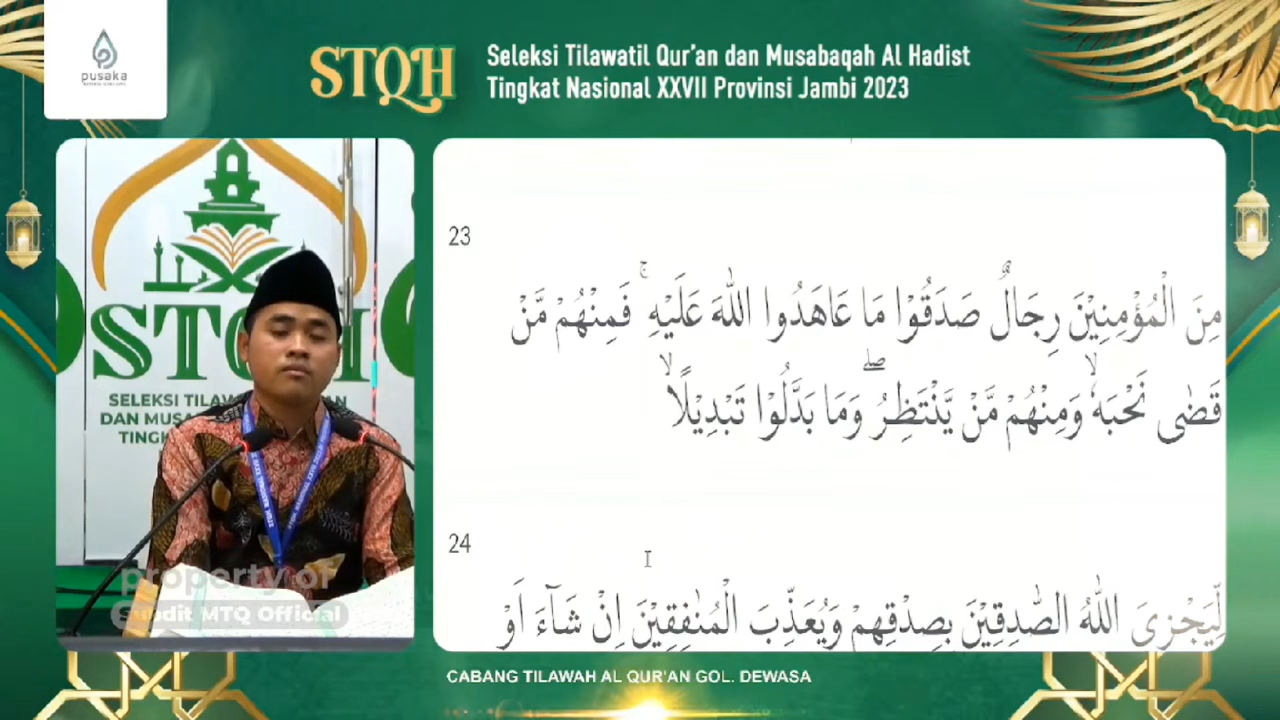 pusaka
STQH
Seleksi Tilawatil Qur'an dan Musabaqah Al Hadist
Tingkat Nasional XXVII Provinsi Jambi 2023
SELEKSI TILAW
AN
DAN MUSA
TINGK
property of
MTQ Official
23
مِنَ الْمُؤْمِنِيْنَ رِجَالٌ صَدَقُوْا مَا عَاهَدُوا اللّٰهَ عَلَيْهِ ۚ فَمِنْهُمْ مَّنْ
قَضٰى نَحْبَهٗۙ وَمِنْهُمْ مَّنْ يَّنْتَظِرُ ۖ وَمَا بَدَّلُوْا تَبْدِيْلًاۙ
24
لِّيَجْزِيَ اللّٰهُ الصّٰدِقِيْنَ بِصِدْقِهِمْ وَيُعَذِّبَ الْمُنٰفِقِيْنَ اِنْ شَاۤءَ اَوْ
CABANG TILAWAH AL QUR'AN GOL. DEWASA